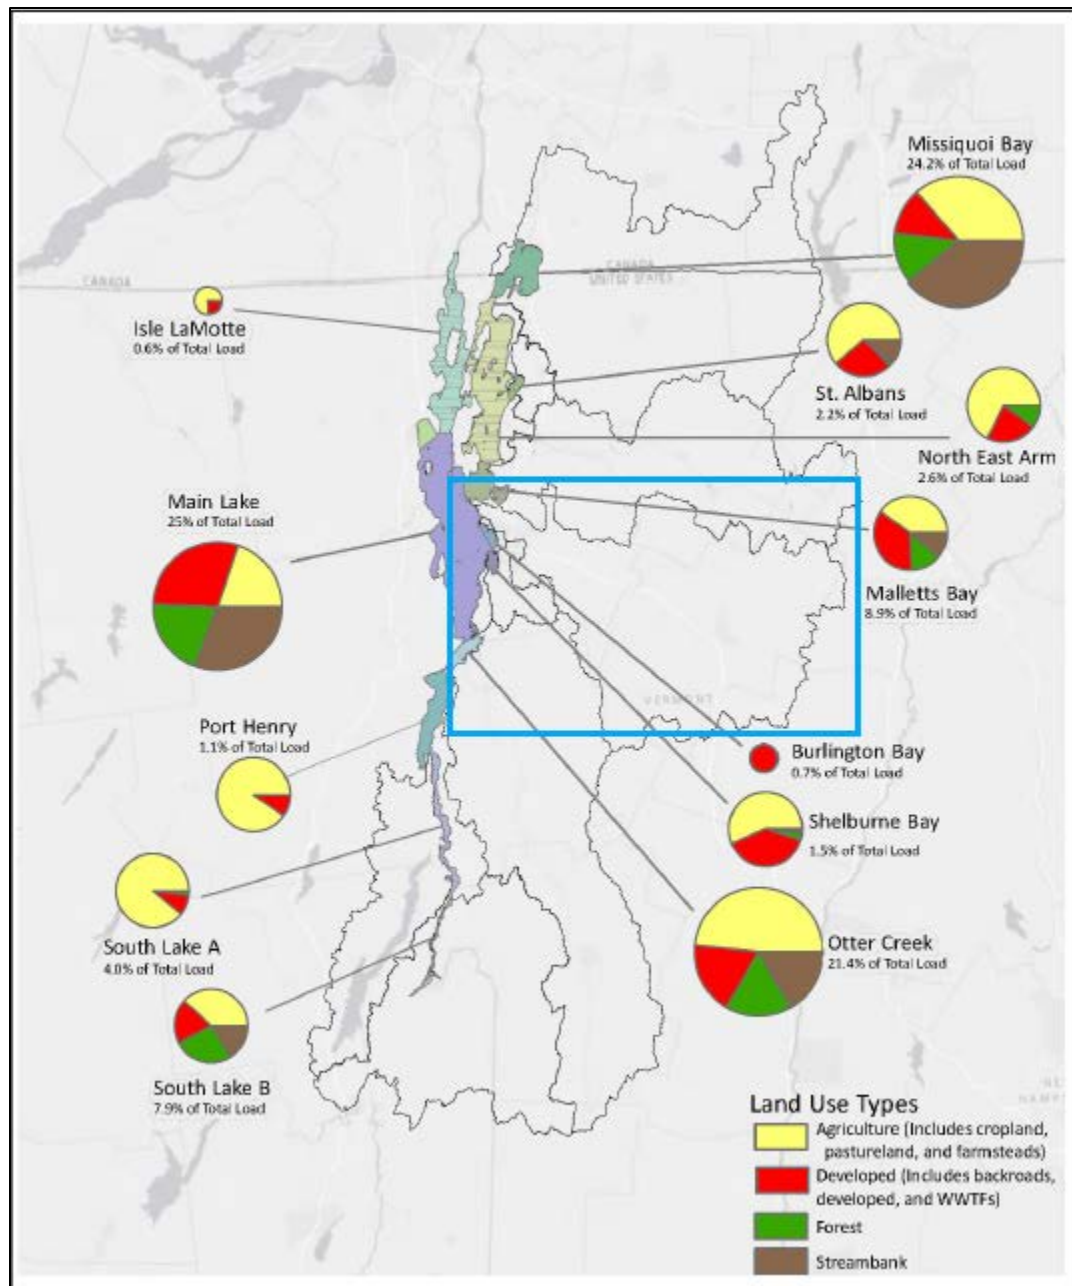 Missiquoi Bay
24.2% of Total Load
CANADA
CANADA
UNITED STATES
Isle LaMotte
0.6% of Total Load
St. Albans
2.2% of Total Load
North East Arm
2.6% of Total Load
Main Lake
25% of Total Load
Malletts Bay
8.9% of Total Load
VERMONT
Port Henry
1.1% of Total Load
Burlington Bay
0.7% of Total Load
Shelburne Bay
1.5% of Total Load
South Lake A
4.0% of Total Load
Otter Creek
21.4% of Total Load
South Lake B
7.9% of Total Load
Land Use Types
Agriculture (Includes cropland,
pastureland, and farmsteads)
Developed (Includes backroads,
developed, and WWTFs)
Forest
Streambank